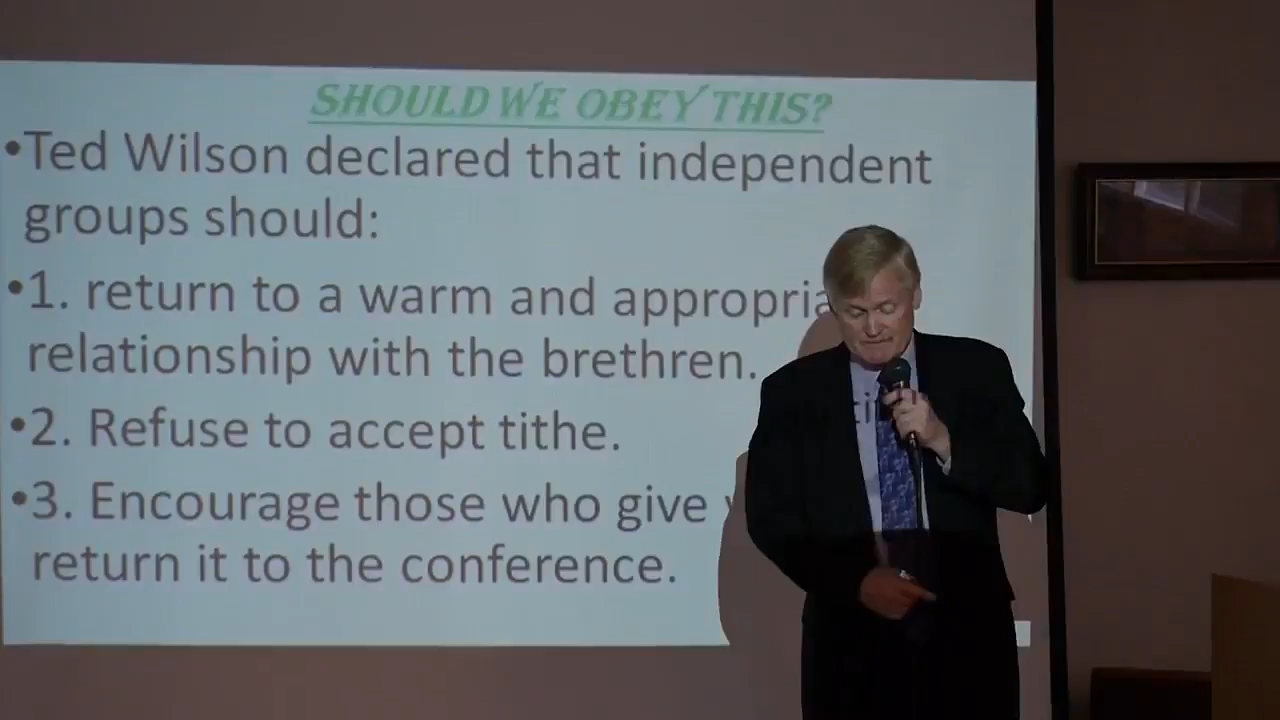 SHOULD WE OBEY THIS?
•Ted Wilson declared that independent
groups should:
•1. return to a warm and
relationship with the brethren.
•2. Refuse to accept tithe.
•3. Encourage those who give
return it to the conference.